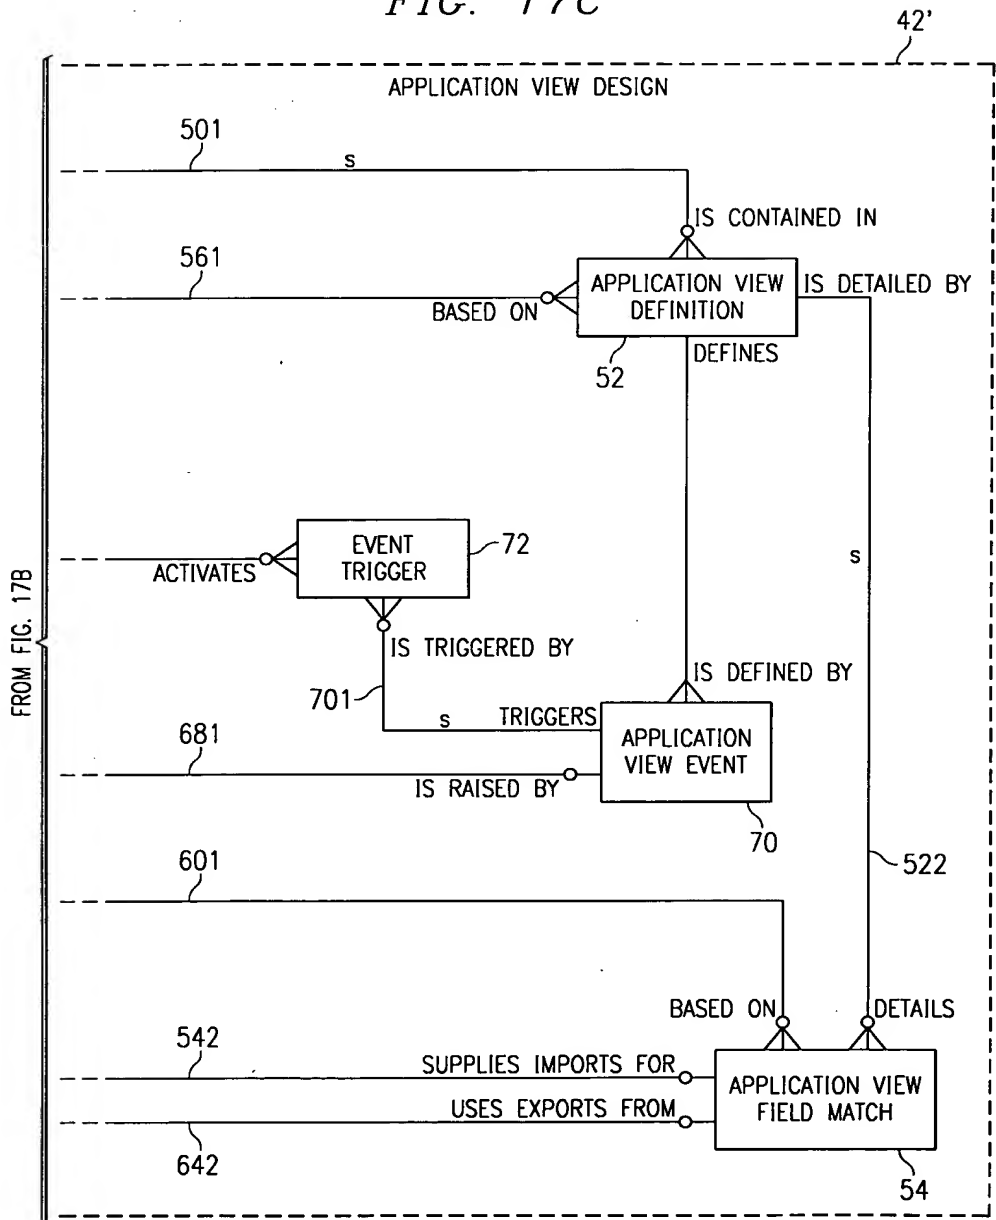 FIG. 17C
42'
APPLICATION VIEW DESIGN
501
S
IS CONTAINED IN
561
BASED ON
APPLICATION VIEW
DEFINITION
IS DETAILED BY
52
DEFINES
FROM FIG. 17B
ACTIVATES
EVENT
TRIGGER
72
S
IS TRIGGERED BY
701
S
TRIGGERS
IS DEFINED BY
APPLICATION
VIEW EVENT
681
IS RAISED BY
70
522
601
BASED ON
DETAILS
542
SUPPLIES IMPORTS FOR
USES EXPORTS FROM
APPLICATION VIEW
FIELD MATCH
642
54